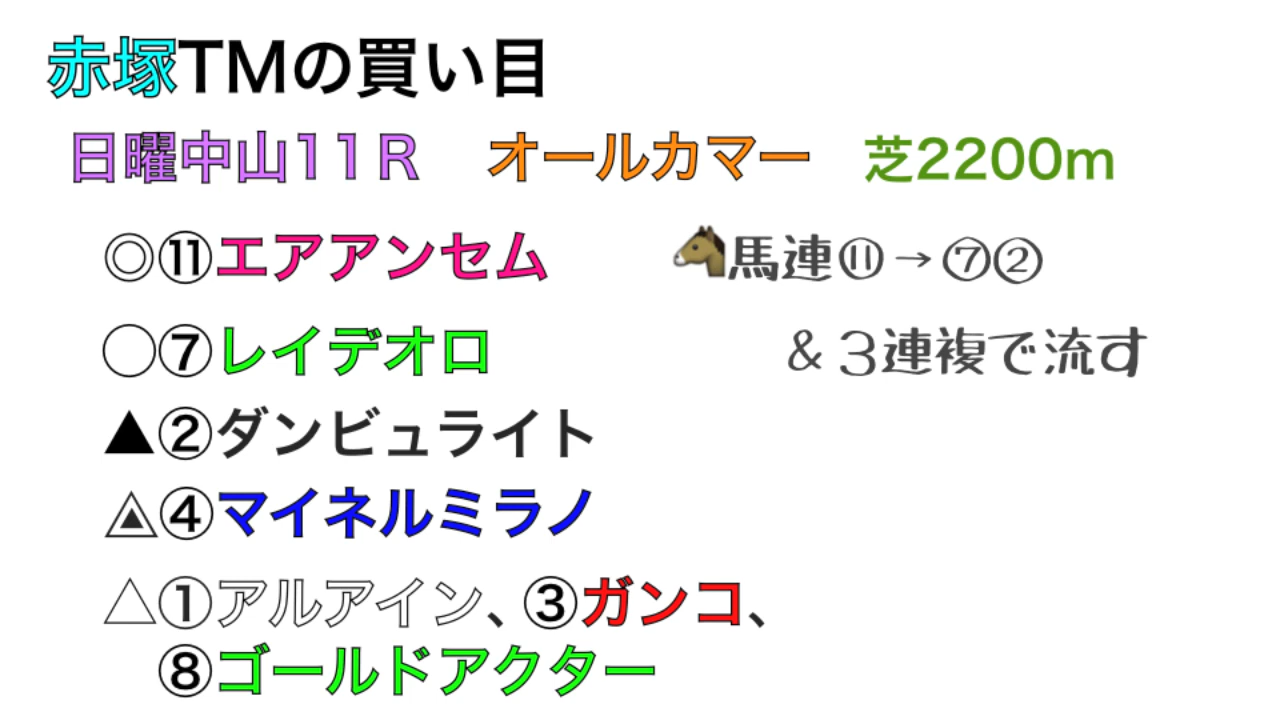 赤塚TMの買い目
日曜中山11R オールカマー 芝2200m
◎⑪エアアンセム 馬連⑪→⑦②
○⑦レイデオロ &3連複で流す
▲②ダンビュライト
◬④マイネルミラノ
△①アルアイン、③ガンコ、
⑧ゴールドアクター